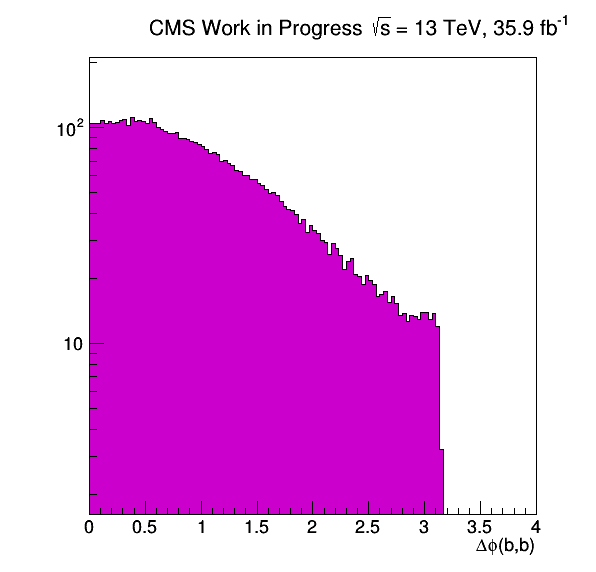 CMS Work in Progress √s = 13 TeV, 35.9 fb⁻¹
10²
10
0 0.5 1 1.5 2 2.5 3 3.5 4
Δϕ(b,b)